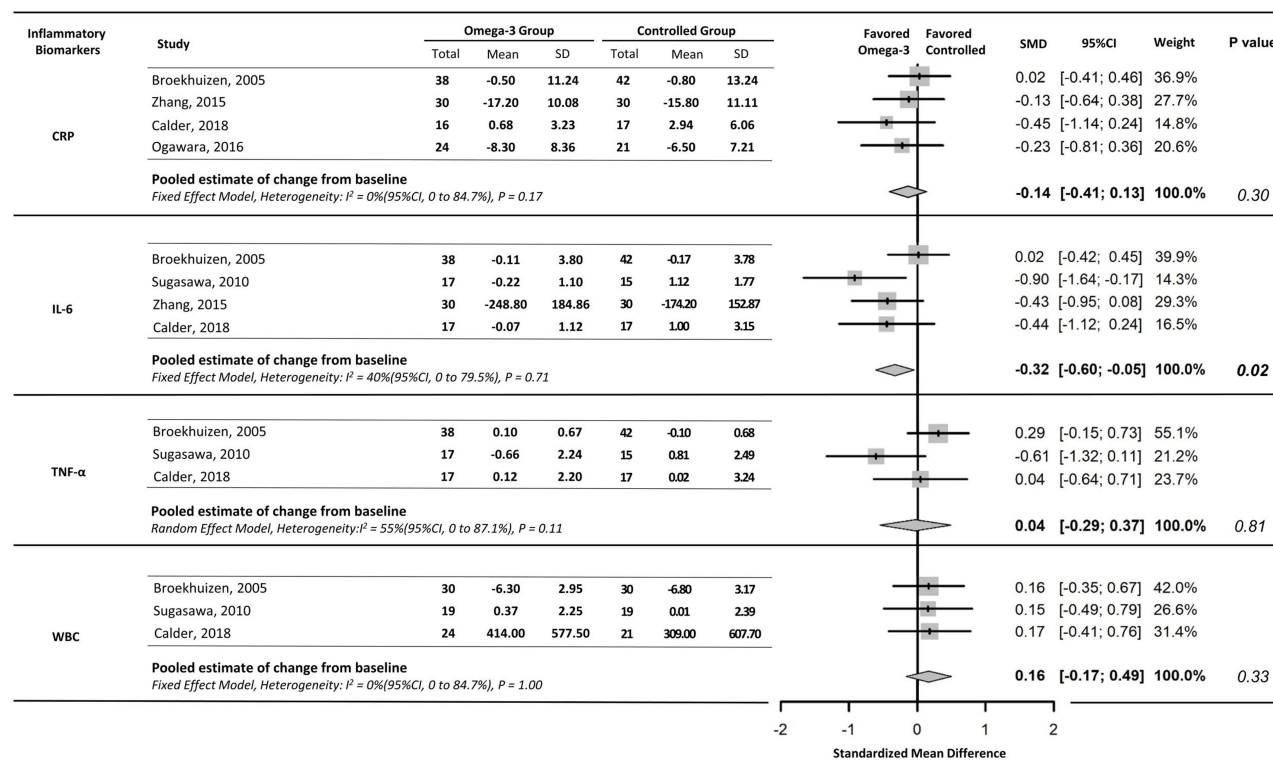 Inflammatory Biomarkers Study Omega-3 Group Controlled Group Favored Omega-3 Favored Controlled SMD 95%CI Weight P value
Total Mean SD Total Mean SD
CRP
Broekhuizen, 2005 38 -0.50 11.24 42 -0.80 13.24 0.02 [-0.41; 0.46] 36.9%
Zhang, 2015 30 -17.20 10.08 30 -15.80 11.11 -0.13 [-0.64; 0.38] 27.7%
Calder, 2018 16 0.68 3.23 17 2.94 6.06 -0.45 [-1.14; 0.24] 14.8%
Ogawara, 2016 24 -8.30 8.36 21 -6.50 7.21 -0.23 [-0.81; 0.36] 20.6%
Pooled estimate of change from baseline
Fixed Effect Model, Heterogeneity: I² = 0%(95%CI, 0 to 84.7%), P = 0.17 -0.14 [-0.41; 0.13] 100.0% 0.30
IL-6
Broekhuizen, 2005 38 -0.11 3.80 42 -0.17 3.78 0.02 [-0.42; 0.45] 39.9%
Sugasawa, 2010 17 -0.22 1.10 15 1.12 1.77 -0.90 [-1.64; -0.17] 14.3%
Zhang, 2015 30 -248.80 184.86 30 -174.20 152.87 -0.43 [-0.95; 0.08] 29.3%
Calder, 2018 17 -0.07 1.12 17 1.00 3.15 -0.44 [-1.12; 0.24] 16.5%
Pooled estimate of change from baseline
Fixed Effect Model, Heterogeneity: I² = 40%(95%CI, 0 to 79.5%), P = 0.71 -0.32 [-0.60; -0.05] 100.0% 0.02
TNF-α
Broekhuizen, 2005 38 0.10 0.67 42 -0.10 0.68 0.29 [-0.15; 0.73] 55.1%
Sugasawa, 2010 17 -0.66 2.24 15 0.81 2.49 -0.61 [-1.32; 0.11] 21.2%
Calder, 2018 17 0.12 2.20 17 0.02 3.24 0.04 [-0.64; 0.71] 23.7%
Pooled estimate of change from baseline
Random Effect Model, Heterogeneity:I² = 55%(95%CI, 0 to 87.1%), P = 0.11 0.04 [-0.29; 0.37] 100.0% 0.81
WBC
Broekhuizen, 2005 30 -6.30 2.95 30 -6.80 3.17 0.16 [-0.35; 0.67] 42.0%
Sugasawa, 2010 19 0.37 2.25 19 0.01 2.39 0.15 [-0.49; 0.79] 26.6%
Calder, 2018 24 414.00 577.50 21 309.00 607.70 0.17 [-0.41; 0.76] 31.4%
Pooled estimate of change from baseline
Fixed Effect Model, Heterogeneity: I² = 0%(95%CI, 0 to 84.7%), P = 1.00 0.16 [-0.17; 0.49] 100.0% 0.33
-2 -1 0 1 2
Standardized Mean Difference